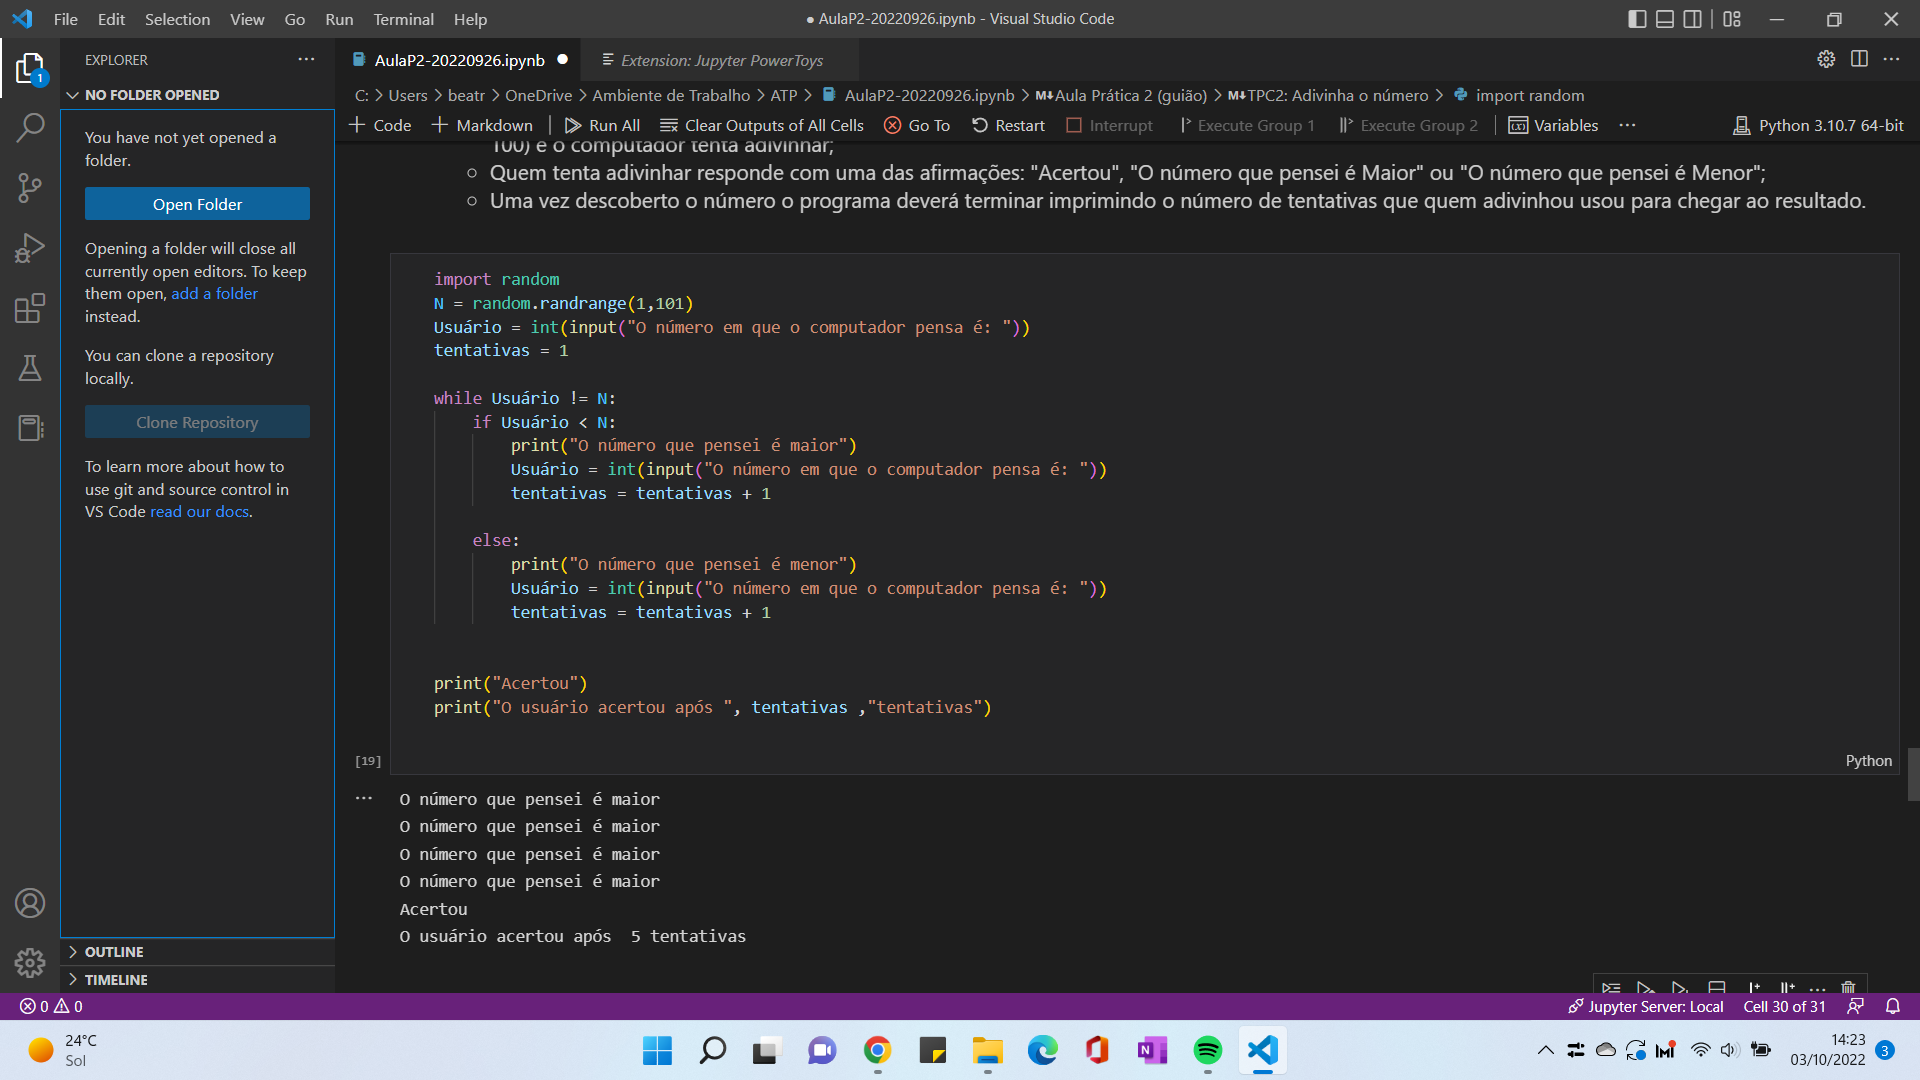 File Edit Selection View Go Run Terminal Help
● AulaP2-20220926.ipynb - Visual Studio Code
EXPLORER
AulaP2-20220926.ipynb
Extension: Jupyter PowerToys
NO FOLDER OPENED
C: > Users > beatr > OneDrive > Ambiente de Trabalho > ATP > AulaP2-20220926.ipynb > M↓Aula Prática 2 (guião) > M↓TPC2: Adivinha o número > import random
+ Code + Markdown Run All Clear Outputs of All Cells Go To Restart Interrupt Execute Group 1 Execute Group 2 Variables ... Python 3.10.7 64-bit
1
You have not yet opened a
folder.
Open Folder
Opening a folder will close all
currently open editors. To keep
them open, add a folder
instead.
You can clone a repository
locally.
Clone Repository
To learn more about how to
use git and source control in
VS Code read our docs.
OUTLINE
TIMELINE
100) e o computador tenta adivinhar;
Quem tenta adivinhar responde com uma das afirmações: "Acertou", "O número que pensei é Maior" ou "O número que pensei é Menor";
Uma vez descoberto o número o programa deverá terminar imprimindo o número de tentativas que quem adivinhou usou para chegar ao resultado.
import random
N = random.randrange(1,101)
Usuário = int(input("O número em que o computador pensa é: "))
tentativas = 1
while Usuário != N:
    if Usuário < N:
        print("O número que pensei é maior")
        Usuário = int(input("O número em que o computador pensa é: "))
        tentativas = tentativas + 1
    else:
        print("O número que pensei é menor")
        Usuário = int(input("O número em que o computador pensa é: "))
        tentativas = tentativas + 1
print("Acertou")
print("O usuário acertou após ", tentativas ,"tentativas")
[19]
Python
O número que pensei é maior
O número que pensei é maior
O número que pensei é maior
O número que pensei é maior
Acertou
O usuário acertou após  5 tentativas
0 0
Jupyter Server: Local
Cell 30 of 31
24°C
Sol
14:23
03/10/2022
3